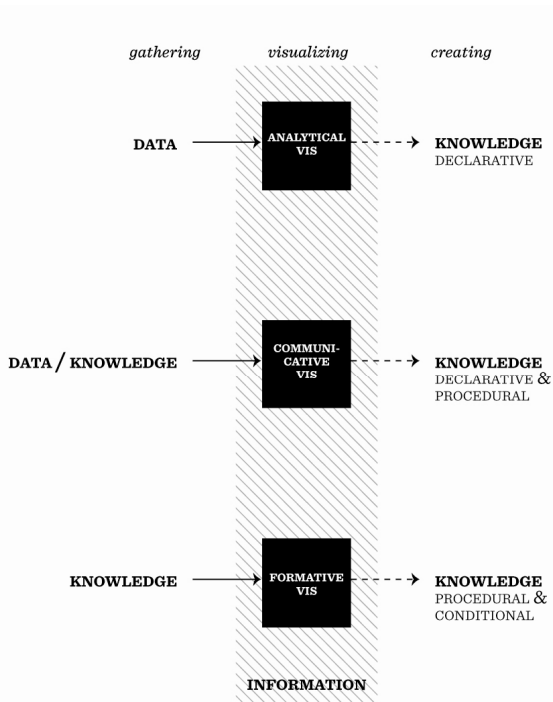 gathering visualizing creating
DATA
ANALYTICAL
VIS
KNOWLEDGE
DECLARATIVE
DATA / KNOWLEDGE
COMMUNI-
CATIVE
VIS
KNOWLEDGE
DECLARATIVE &
PROCEDURAL
KNOWLEDGE
FORMATIVE
VIS
KNOWLEDGE
PROCEDURAL &
CONDITIONAL
INFORMATION